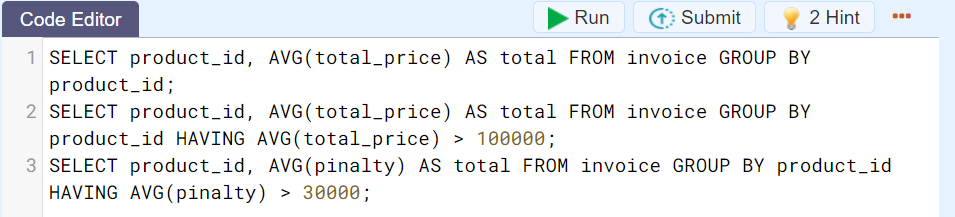 Code Editor Run Submit 2 Hint
1 SELECT product_id, AVG(total_price) AS total FROM invoice GROUP BY
product_id;
2 SELECT product_id, AVG(total_price) AS total FROM invoice GROUP BY
product_id HAVING AVG(total_price) > 100000;
3 SELECT product_id, AVG(pinalty) AS total FROM invoice GROUP BY product_id
HAVING AVG(pinalty) > 30000;